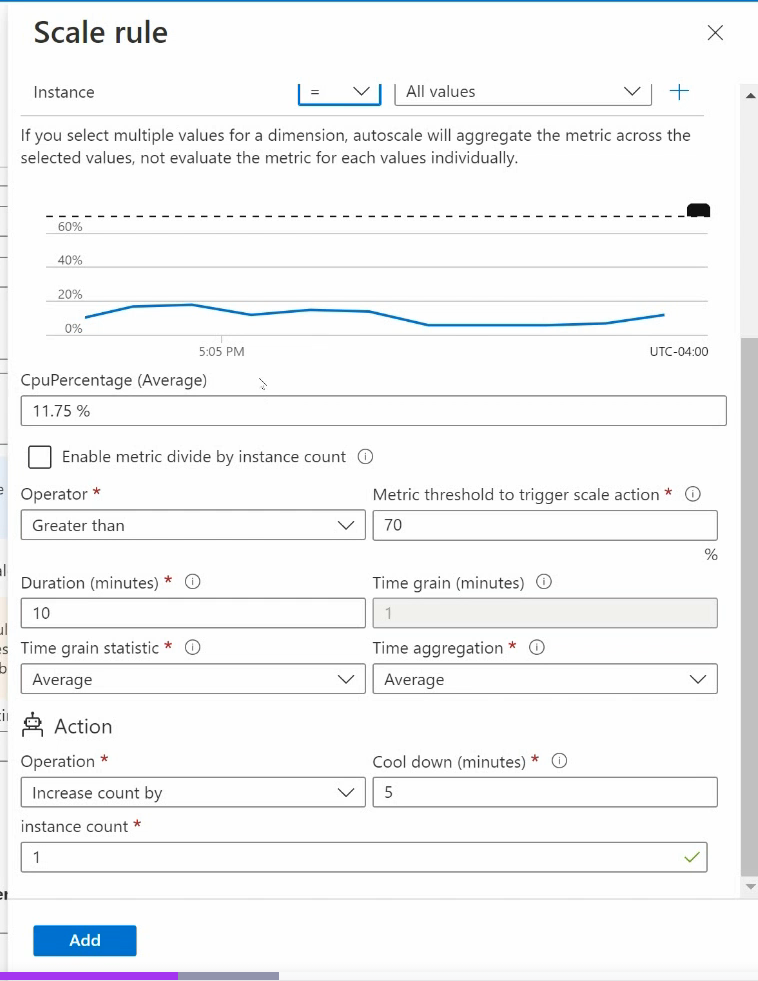 Scale rule
Instance
=
All values
If you select multiple values for a dimension, autoscale will aggregate the metric across the
selected values, not evaluate the metric for each values individually.
60%
40%
20%
0%
5:05 PM
UTC-04:00
CpuPercentage (Average)
11.75 %
Enable metric divide by instance count
Operator *
Metric threshold to trigger scale action *
Greater than
70
%
Duration (minutes) *
Time grain (minutes)
10
1
Time grain statistic *
Time aggregation *
Average
Average
Action
Operation *
Cool down (minutes) *
Increase count by
5
instance count *
1
Add